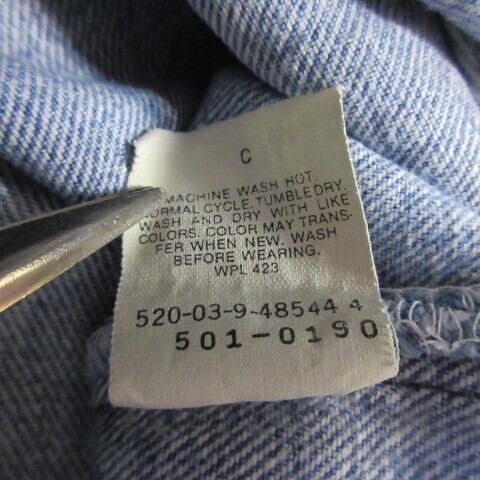 C
MACHINE WASH HOT.
NORMAL CYCLE. TUMBLE DRY.
WASH AND DRY WITH LIKE
COLORS. COLOR MAY TRANS-
FER WHEN NEW. WASH
BEFORE WEARING.
WPL 423
520-03-9-48544 4
501-0190